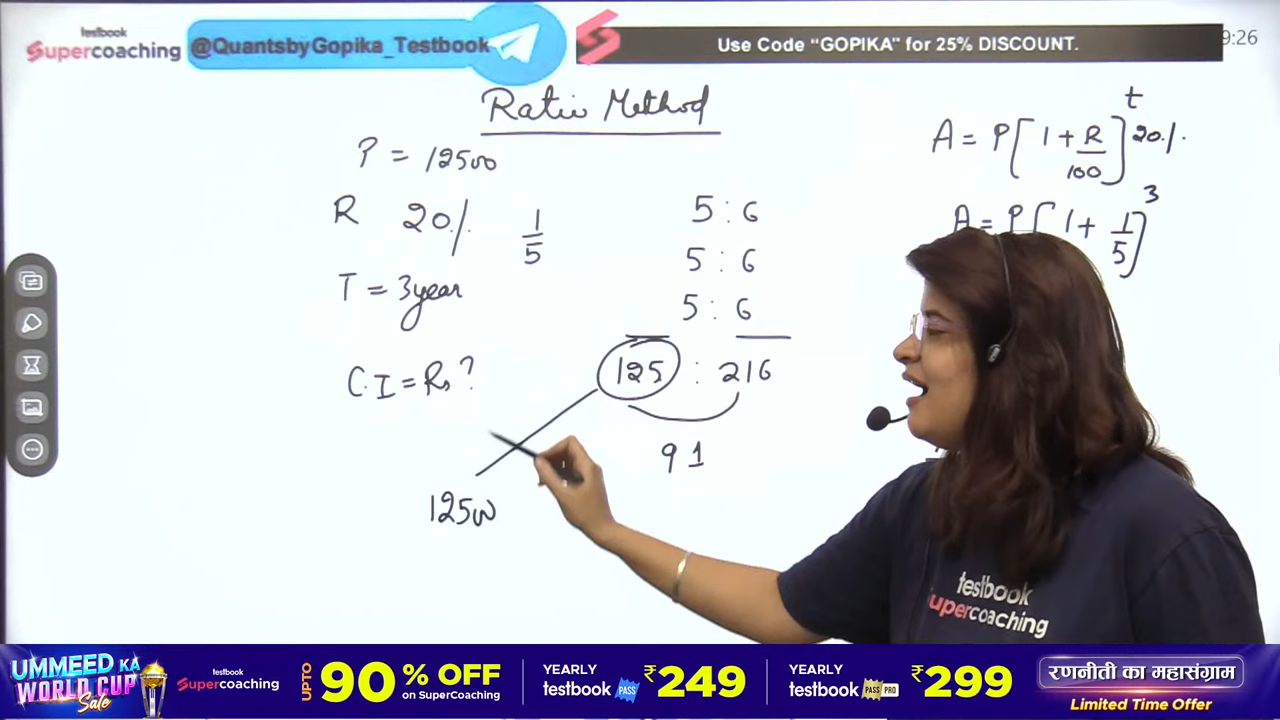 testbook
Supercoaching
@QuantsbyGopika_Testbook
Use Code “GOPIKA” for 25% DISCOUNT.
9:26
Ratio Method
P = 12500
R 20% 1/5
T = 3year
C.I = Rs ?
5 : 6
5 : 6
5 : 6
125 : 216
91
12500
t
A = P[1 + R/100] 20%
A = P[1 + 1/5]³
testbook
supercoaching
UMMEED KA
WORLD CUP
Sale
testbook
Supercoaching
UPTO
90% OFF
on SuperCoaching
YEARLY
testbook PASS
₹249
YEARLY
testbook PASS PRO
₹299
रणनीती का महासंग्राम
Limited Time Offer